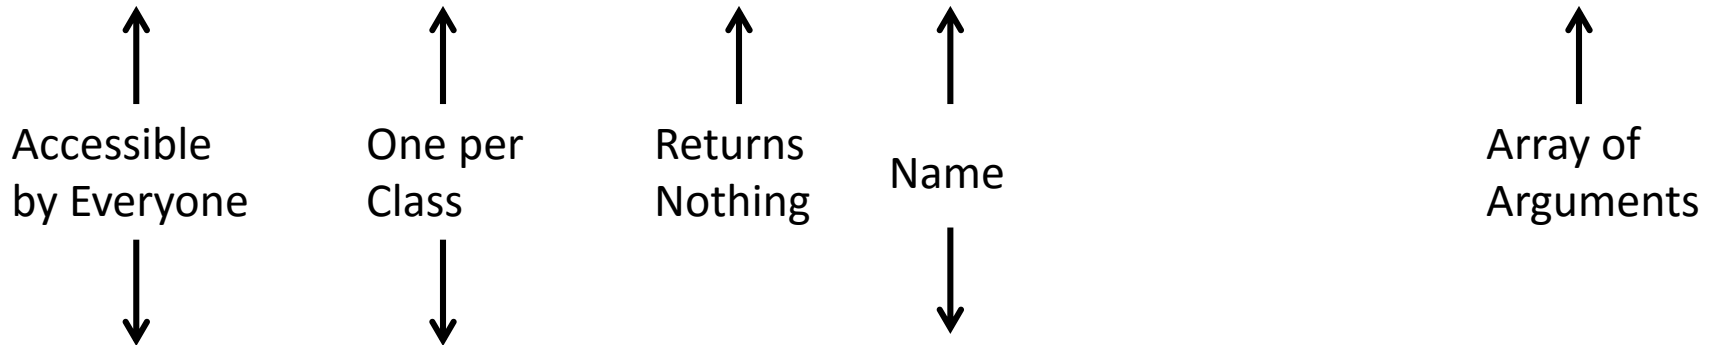 Accessible
by Everyone
One per
Class
Returns
Nothing
Name
Array of
Arguments